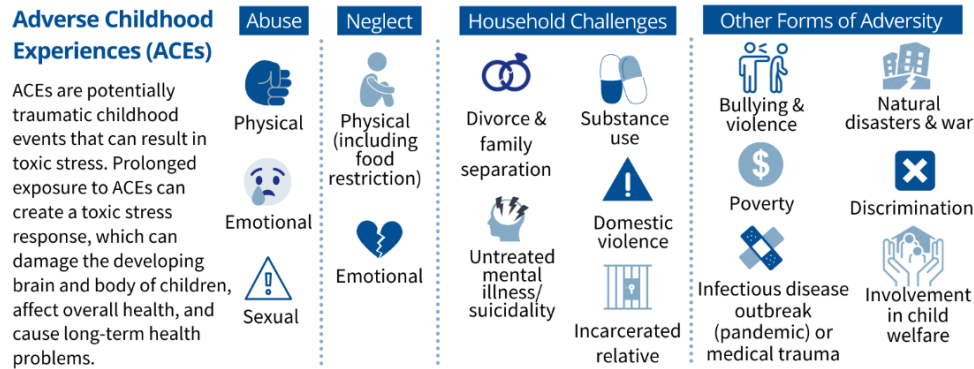 Adverse Childhood
Experiences (ACEs)
ACEs are potentially
traumatic childhood
events that can result in
toxic stress. Prolonged
exposure to ACEs can
create a toxic stress
response, which can
damage the developing
brain and body of children,
affect overall health, and
cause long-term health
problems.
Abuse
Physical
Emotional
Sexual
Neglect
Physical
(including
food
restriction)
Emotional
Household Challenges
Divorce &
family
separation
Substance
use
Untreated
mental
illness/
suicidality
Domestic
violence
Incarcerated
relative
Other Forms of Adversity
Bullying &
violence
Natural
disasters & war
$
Poverty
Discrimination
Infectious disease
outbreak
(pandemic) or
medical trauma
Involvement
in child
welfare